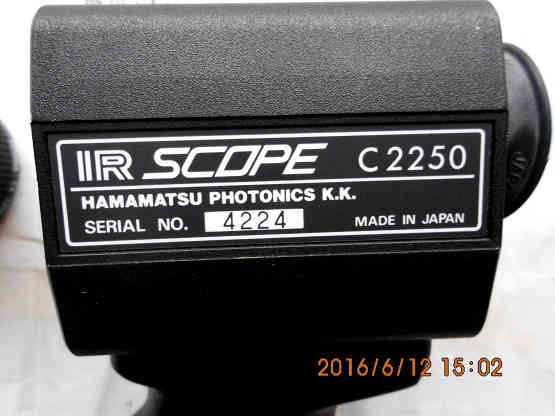 IR SCOPE C2250
HAMAMATSU PHOTONICS K.K.
SERIAL NO. 4224 MADE IN JAPAN
2016/6/12 15:02